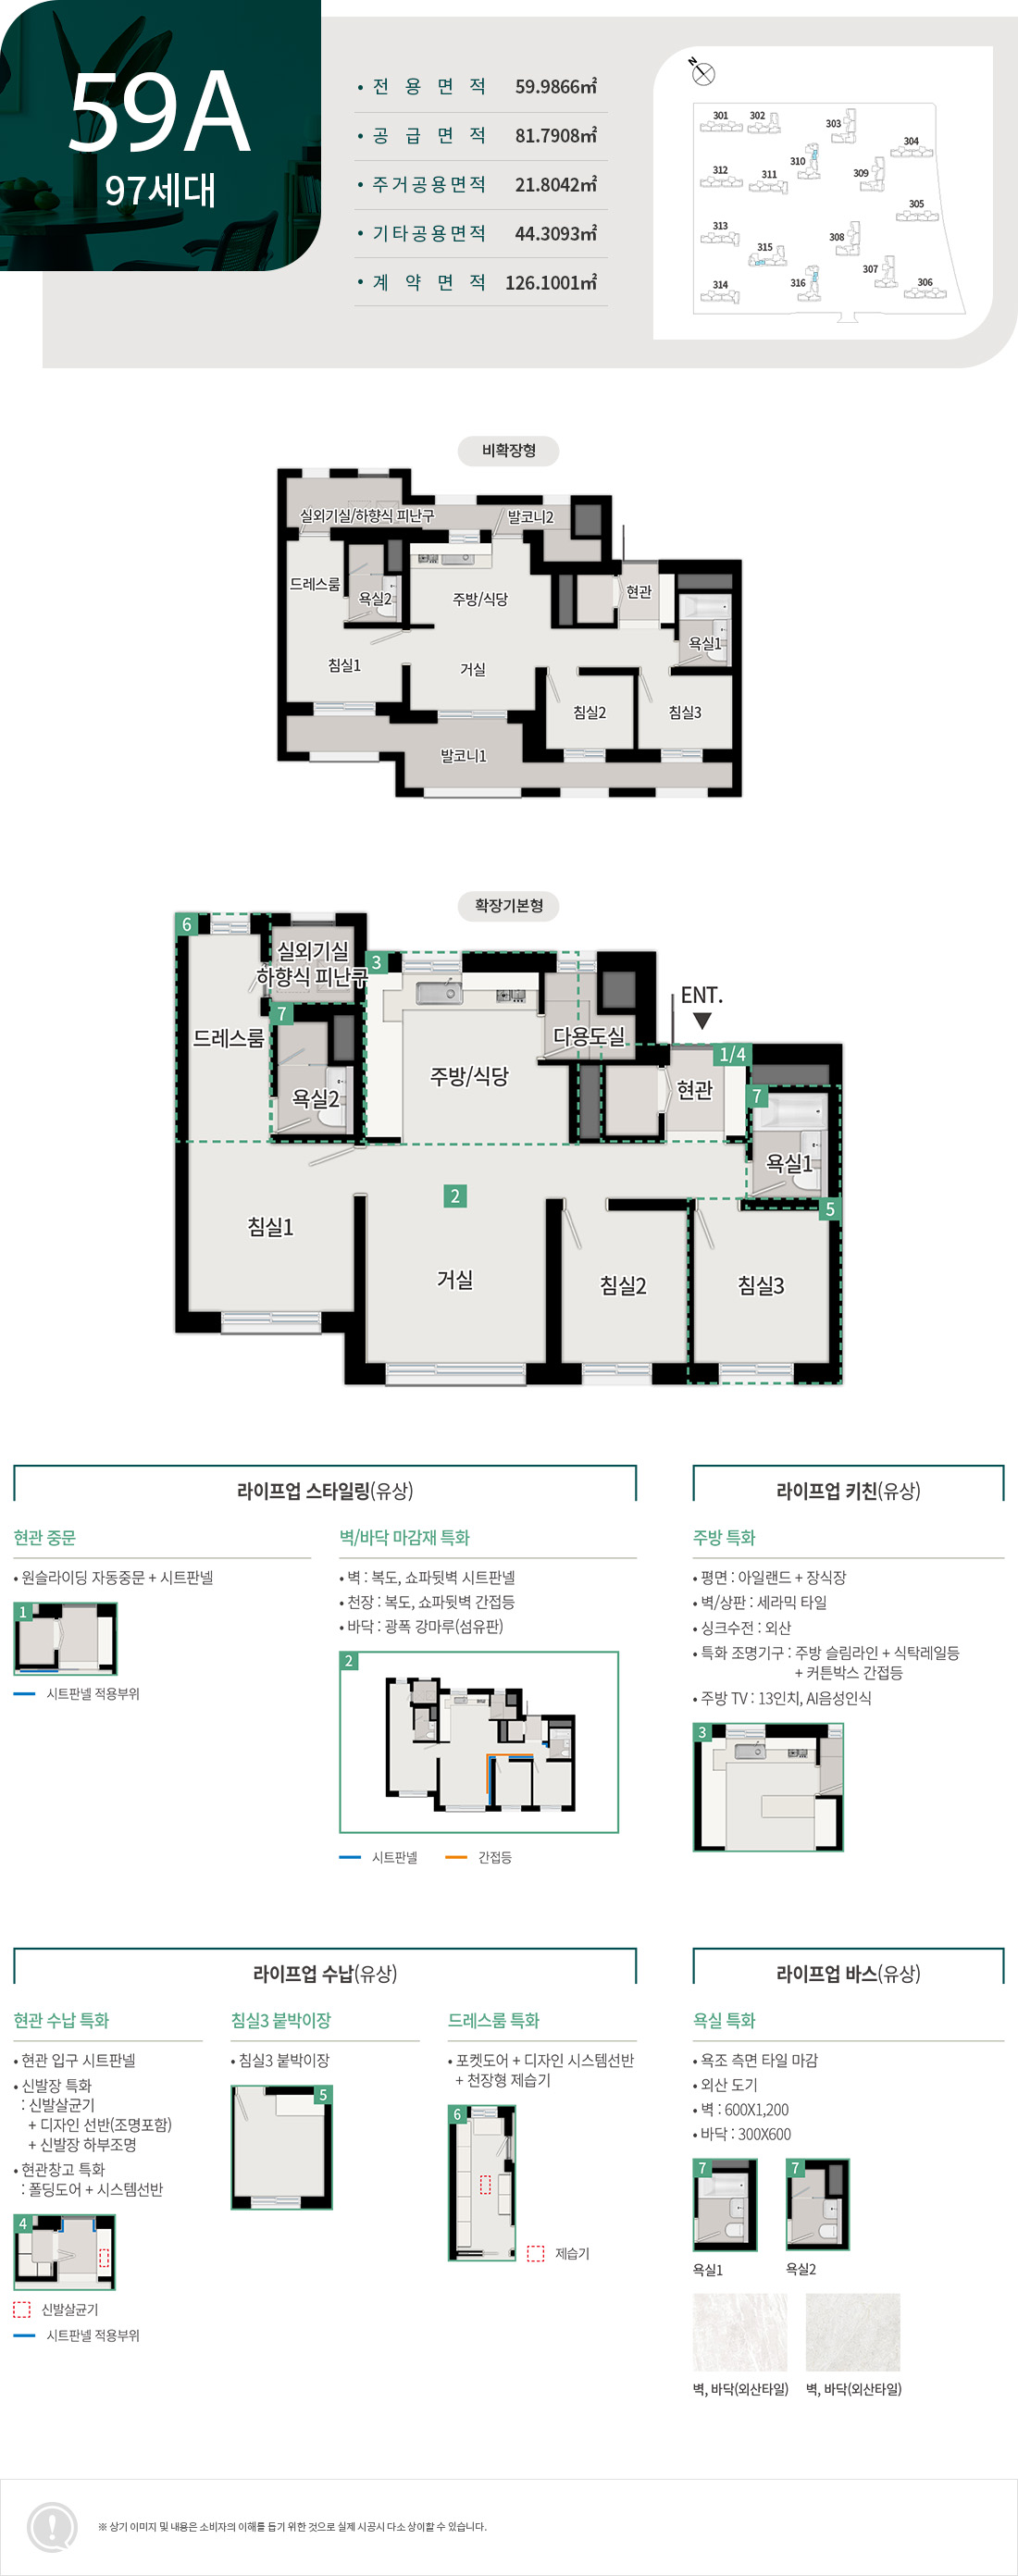 59A
97세대
• 전 용 면 적 59.9866㎡
• 공 급 면 적 81.7908㎡
• 주거공용면적 21.8042㎡
• 기타공용면적 44.3093㎡
• 계 약 면 적 126.1001㎡
N
301 302 303 304
310
312 311 309
305
313 315 308
307
314 316 306
비확장형
실외기실/하향식 피난구 발코니2
드레스룸 욕실2 주방/식당 현관
욕실1
침실1 거실
침실2 침실3
발코니1
확장기본형
6
실외기실
하향식 피난구
3
ENT.
7
드레스룸
다용도실
1/4
주방/식당
현관
7
욕실2
욕실1
2
5
침실1
거실 침실2 침실3
라이프업 스타일링(유상)
현관 중문
• 원슬라이딩 자동중문 + 시트판넬
1
시트판넬 적용부위
벽/바닥 마감재 특화
• 벽 : 복도, 쇼파뒷벽 시트판넬
• 천장 : 복도, 쇼파뒷벽 간접등
• 바닥 : 광폭 강마루(섬유판)
2
시트판넬 간접등
라이프업 키친(유상)
주방 특화
• 평면 : 아일랜드 + 장식장
• 벽/상판 : 세라믹 타일
• 싱크수전 : 외산
• 특화 조명기구 : 주방 슬림라인 + 식탁레일등
+ 커튼박스 간접등
• 주방 TV : 13인치, AI음성인식
3
라이프업 수납(유상)
현관 수납 특화
• 현관 입구 시트판넬
• 신발장 특화
: 신발살균기
+ 디자인 선반(조명포함)
+ 신발장 하부조명
• 현관창고 특화
: 폴딩도어 + 시스템선반
4
신발살균기
시트판넬 적용부위
침실3 붙박이장
• 침실3 붙박이장
5
드레스룸 특화
• 포켓도어 + 디자인 시스템선반
+ 천장형 제습기
6
제습기
라이프업 바스(유상)
욕실 특화
• 욕조 측면 타일 마감
• 외산 도기
• 벽 : 600X1,200
• 바닥 : 300X600
7 7
욕실1 욕실2
벽, 바닥(외산타일) 벽, 바닥(외산타일)
※ 상기 이미지 및 내용은 소비자의 이해를 돕기 위한 것으로 실제 시공시 다소 상이할 수 있습니다.